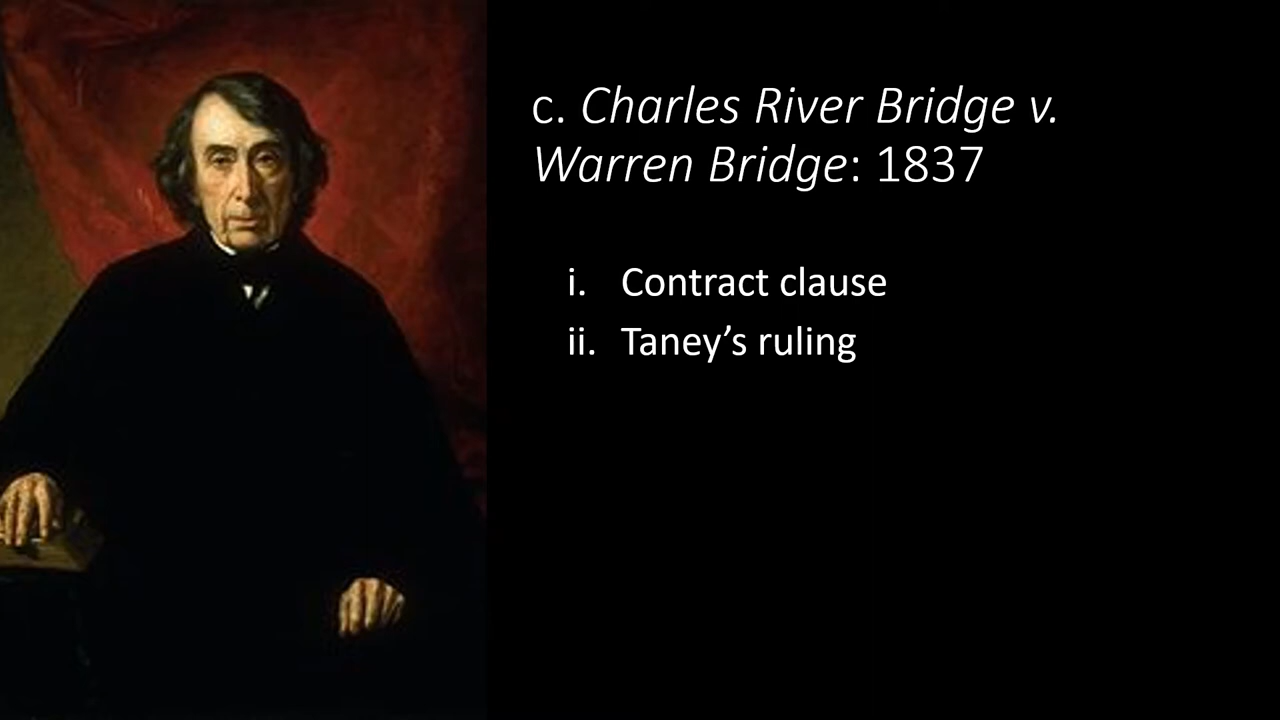 c. Charles River Bridge v.
Warren Bridge: 1837
i. Contract clause
ii. Taney’s ruling